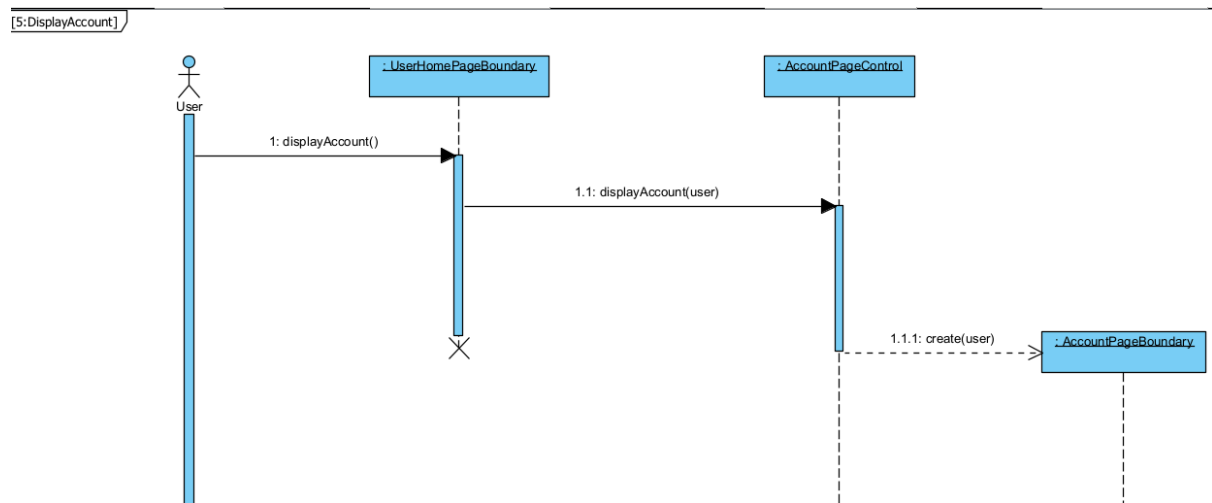 [5:DisplayAccount]
: UserHomePageBoundary
: AccountPageControl
User
1: displayAccount()
1.1: displayAccount(user)
1.1.1: create(user)
: AccountPageBoundary